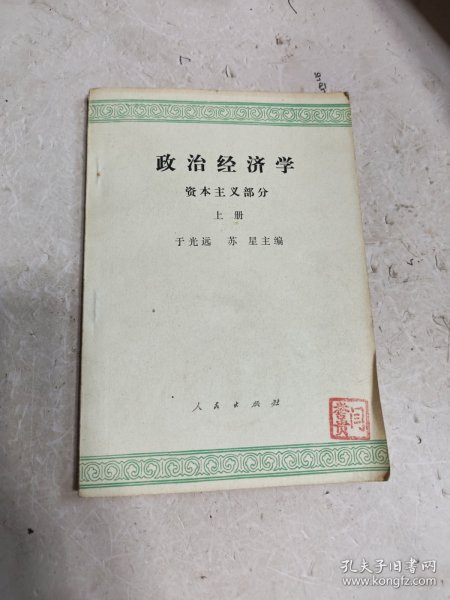 政治经济学
资本主义部分
上册
于光远 苏星主编
人民出版社
孔夫子旧书网
www.kongfz.com